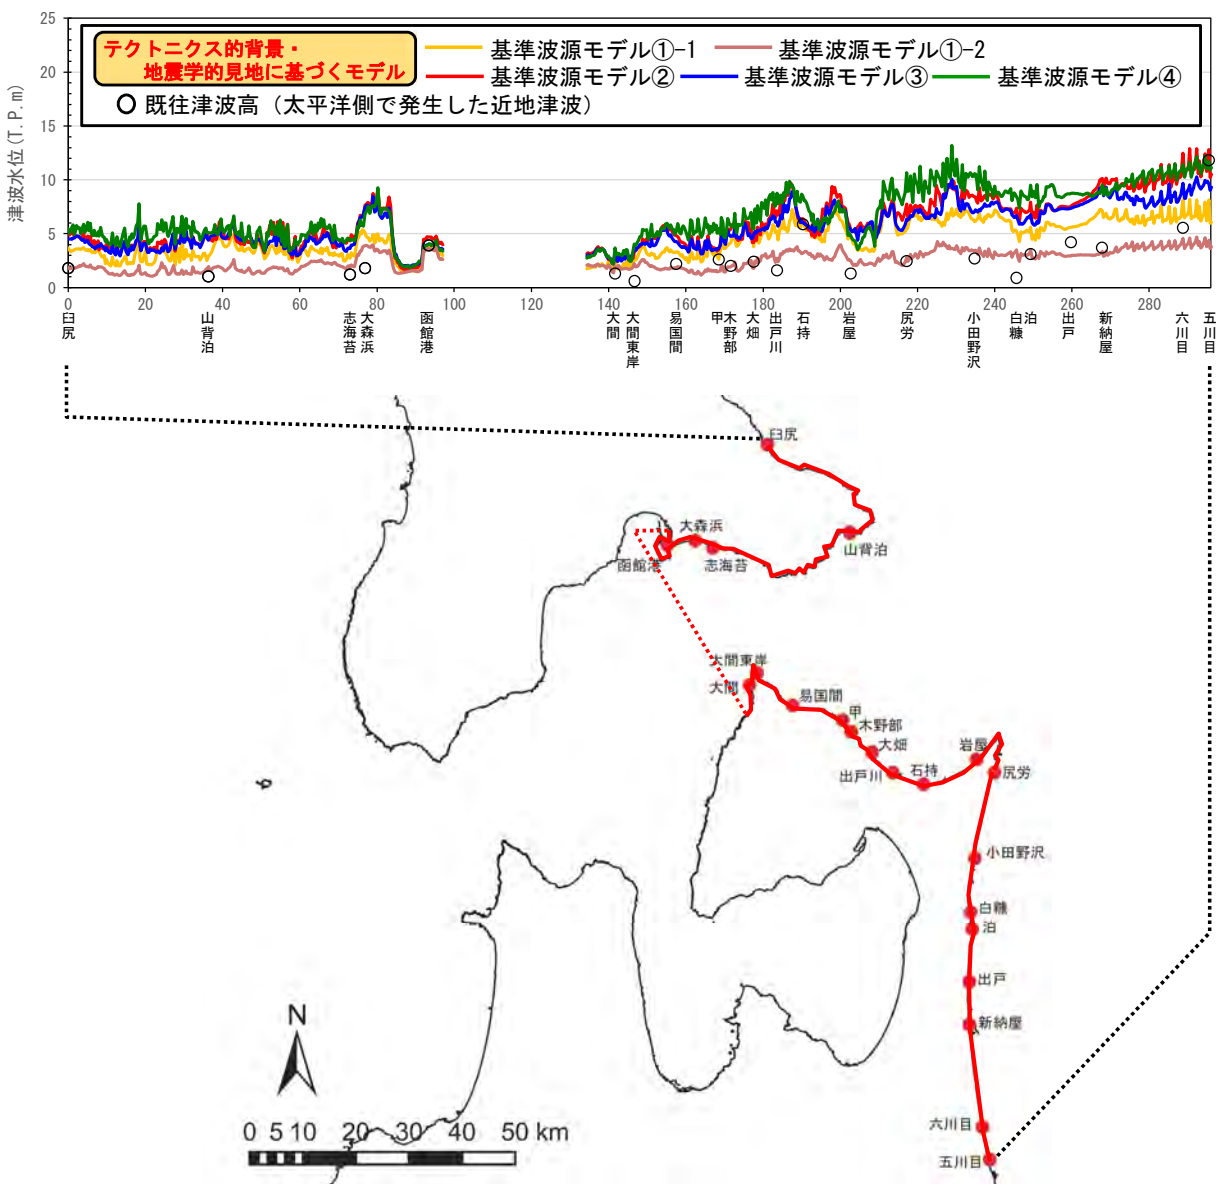 津波水位(T.P.m)
25
20
15
10
5
0
テクトニクス的背景・
地震学的見地に基づくモデル
基準波源モデル①-1
基準波源モデル①-2
基準波源モデル②
基準波源モデル③
基準波源モデル④
既往津波高（太平洋側で発生した近地津波）
0 20 40 60 80 100 140 160 180 200 220 240 260 280
臼尻
山背泊
志海苔
大森浜
函館港
大間
大間東岸
易国間
甲
木野部
大畑
出戸川
石持
岩屋
尻労
小田野沢
白糠
泊
出戸
新納屋
六川目
五川目
臼尻
大森浜
山背泊
函館港
志海苔
大間東岸
大間
易国間
甲
木野部
大畑
岩屋
出戸川
石持
尻労
小田野沢
白糠
泊
出戸
新納屋
六川目
五川目
N
0 5 10 20 30 40 50 km